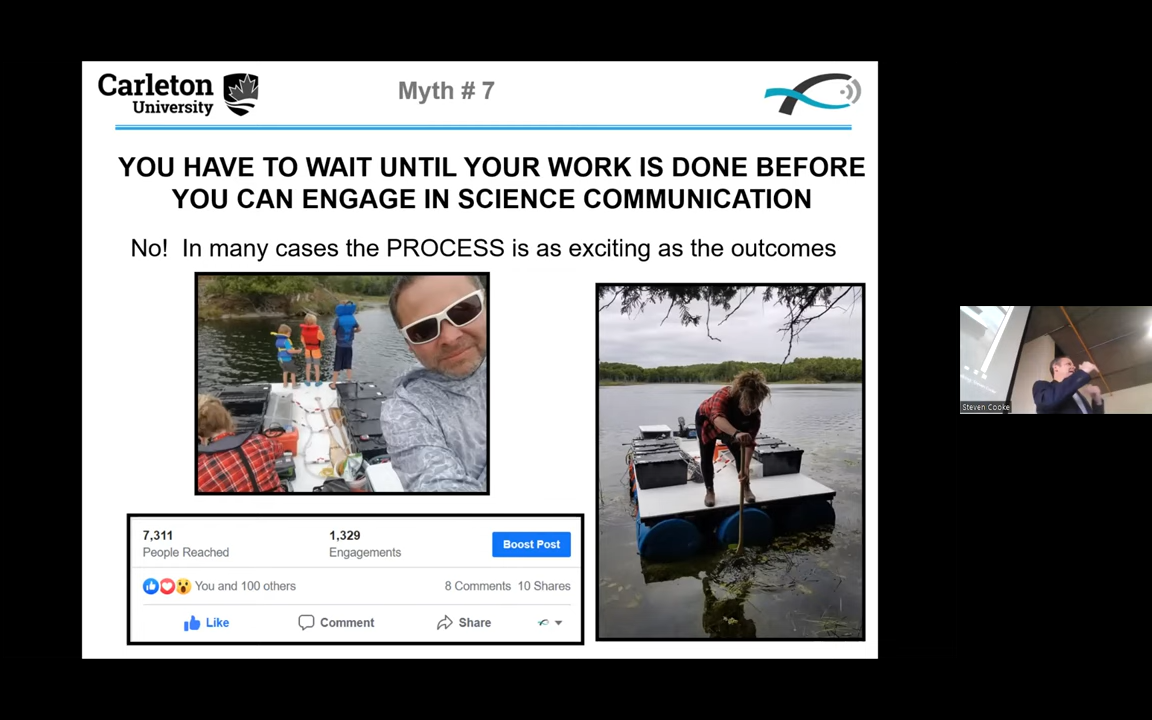 Carleton
University
Myth # 7
YOU HAVE TO WAIT UNTIL YOUR WORK IS DONE BEFORE
YOU CAN ENGAGE IN SCIENCE COMMUNICATION
No! In many cases the PROCESS is as exciting as the outcomes
7,311
People Reached
1,329
Engagements
Boost Post
You and 100 others
8 Comments 10 Shares
Like
Comment
Share
Steven Cooke